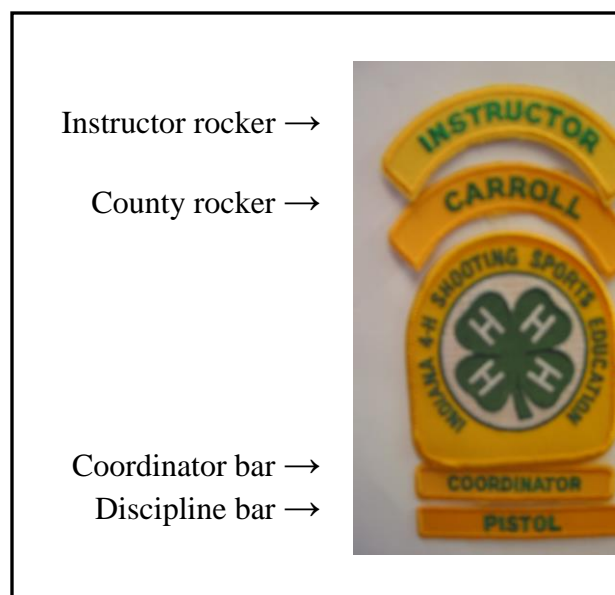 Instructor rocker →
County rocker →
Coordinator bar →
Discipline bar →
INSTRUCTOR
CARROLL
INDIANA 4-H SHOOTING SPORTS EDUCATION
H H
H H
COORDINATOR
PISTOL